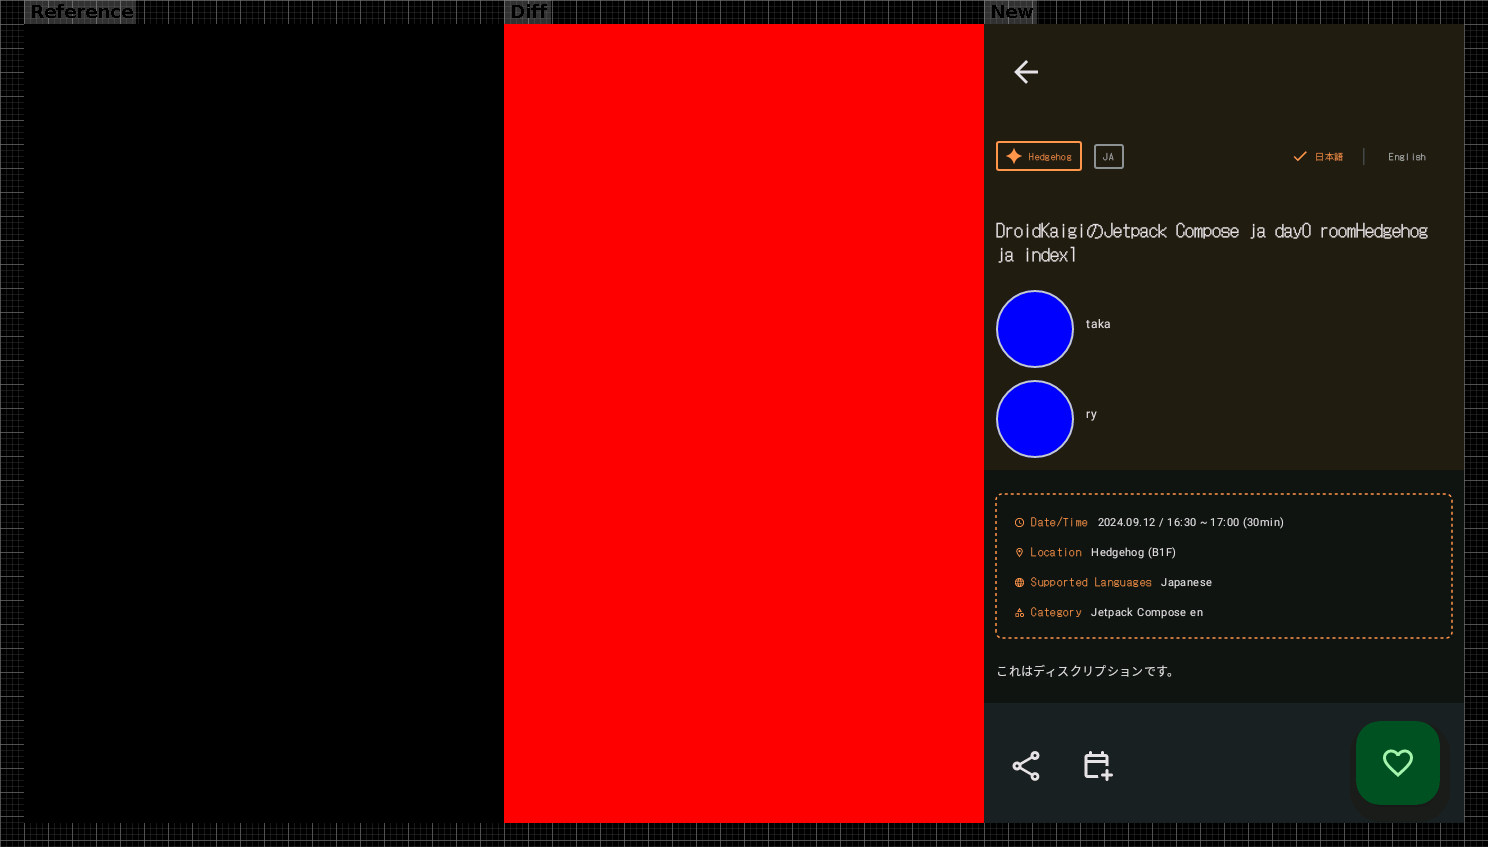 Reference
Diff
New
Hedgehog
JA
日本語
English
DroidKaigiのJetpack Compose ja day0 roomHedgehog
ja index1
taka
ry
Date/Time 2024.09.12 / 16:30 ~ 17:00 (30min)
Location Hedgehog (B1F)
Supported Languages Japanese
Category Jetpack Compose en
これはディスクリプションです。